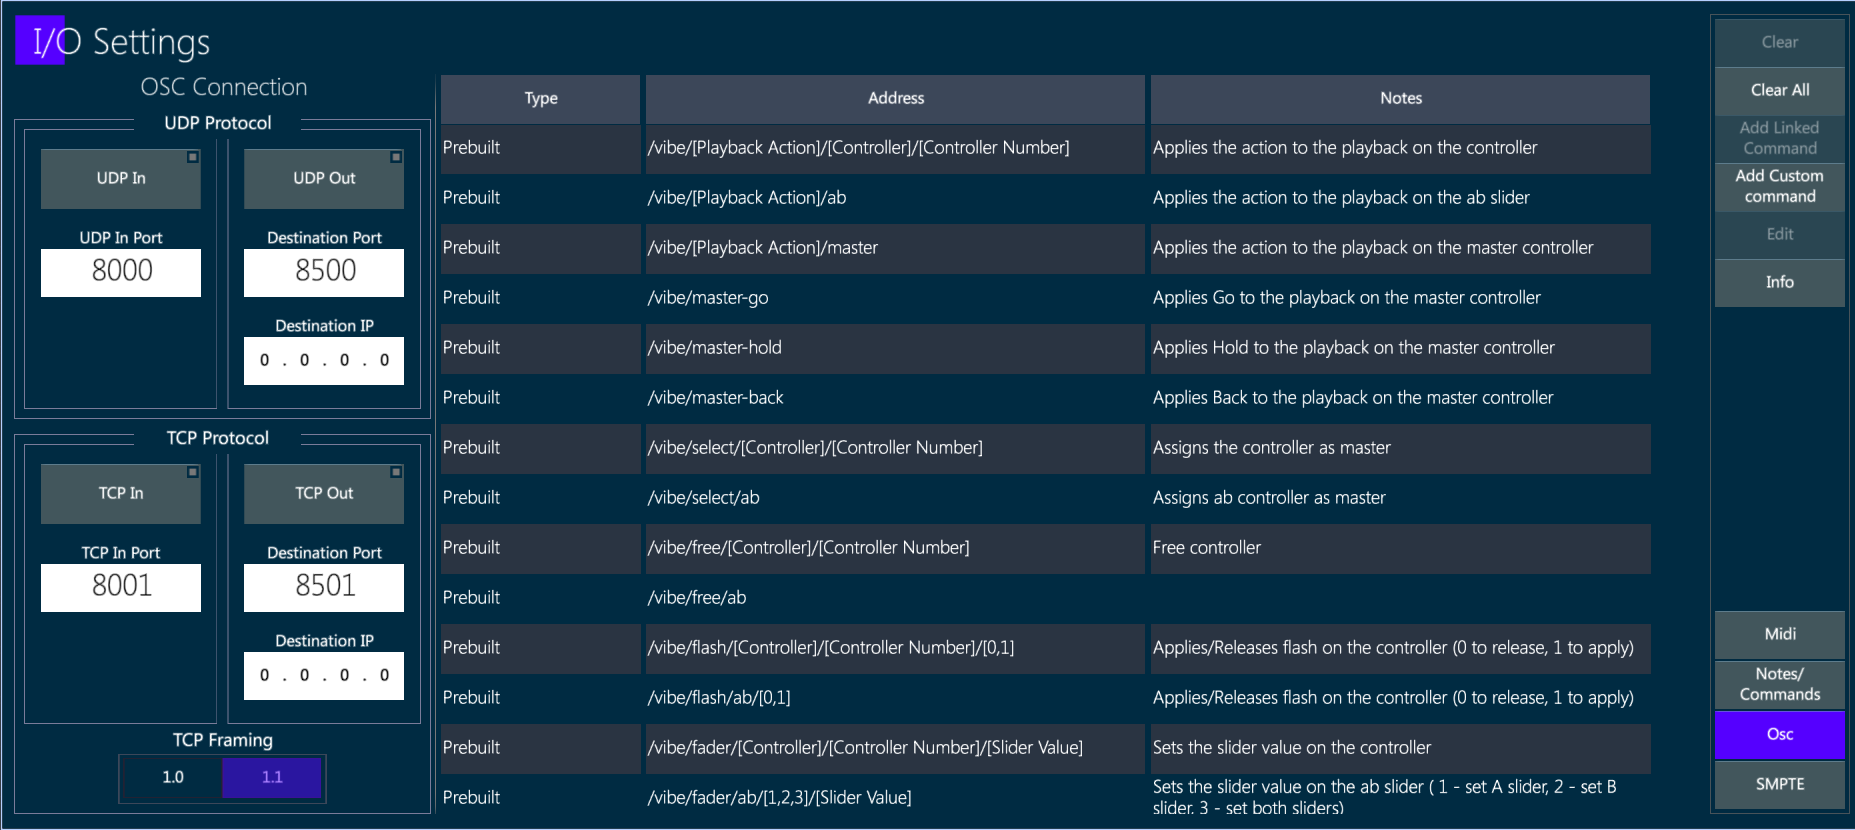 I/O Settings
OSC Connection
UDP Protocol
UDP In
UDP Out
UDP In Port
Destination Port
8000
8500
Destination IP
0 . 0 . 0 . 0
TCP Protocol
TCP In
TCP Out
TCP In Port
Destination Port
8001
8501
Destination IP
0 . 0 . 0 . 0
TCP Framing
1.0 1.1
Type Address Notes
Prebuilt /vibe/[Playback Action]/[Controller]/[Controller Number] Applies the action to the playback on the controller
Prebuilt /vibe/[Playback Action]/ab Applies the action to the playback on the ab slider
Prebuilt /vibe/[Playback Action]/master Applies the action to the playback on the master controller
Prebuilt /vibe/master-go Applies Go to the playback on the master controller
Prebuilt /vibe/master-hold Applies Hold to the playback on the master controller
Prebuilt /vibe/master-back Applies Back to the playback on the master controller
Prebuilt /vibe/select/[Controller]/[Controller Number] Assigns the controller as master
Prebuilt /vibe/select/ab Assigns ab controller as master
Prebuilt /vibe/free/[Controller]/[Controller Number] Free controller
Prebuilt /vibe/free/ab
Prebuilt /vibe/flash/[Controller]/[Controller Number]/[0,1] Applies/Releases flash on the controller (0 to release, 1 to apply)
Prebuilt /vibe/flash/ab/[0,1] Applies/Releases flash on the controller (0 to release, 1 to apply)
Prebuilt /vibe/fader/[Controller]/[Controller Number]/[Slider Value] Sets the slider value on the controller
Prebuilt /vibe/fader/ab/[1,2,3]/[Slider Value] Sets the slider value on the ab slider ( 1 - set A slider, 2 - set B
slider, 3 - set both sliders)
Clear
Clear All
Add Linked
Command
Add Custom
command
Edit
Info
Midi
Notes/
Commands
Osc
SMPTE